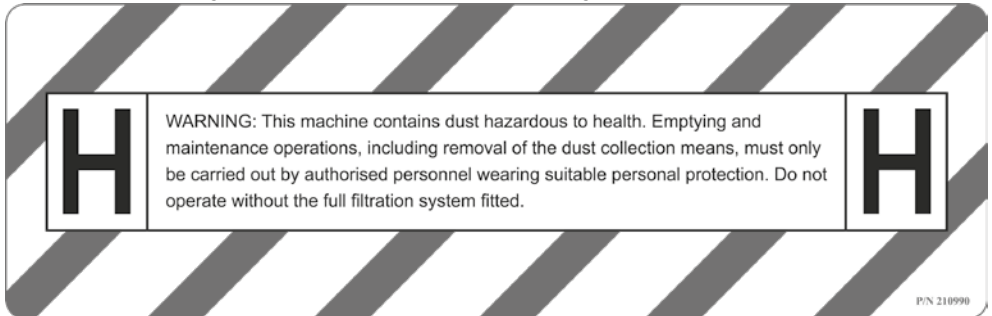 H
WARNING: This machine contains dust hazardous to health. Emptying and
maintenance operations, including removal of the dust collection means, must only
be carried out by authorised personnel wearing suitable personal protection. Do not
operate without the full filtration system fitted.
H
P/N 210990